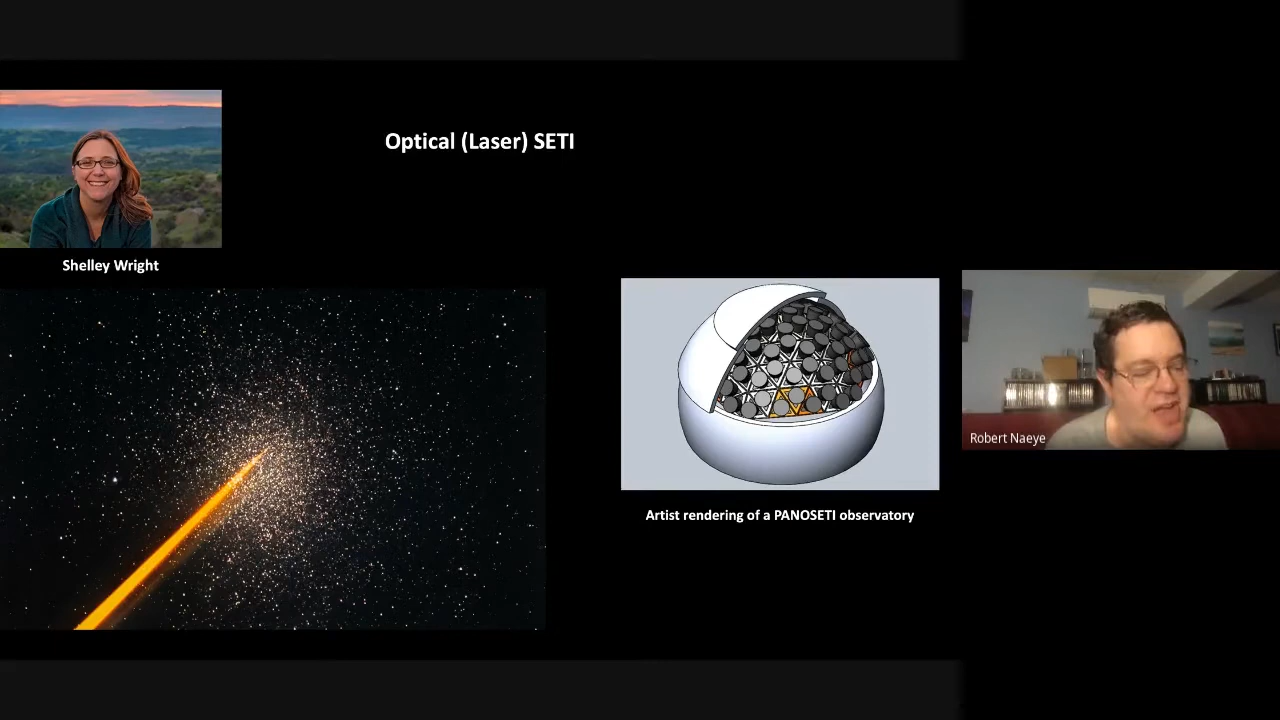 Optical (Laser) SETI
Shelley Wright
Artist rendering of a PANOSETI observatory
Robert Naeye